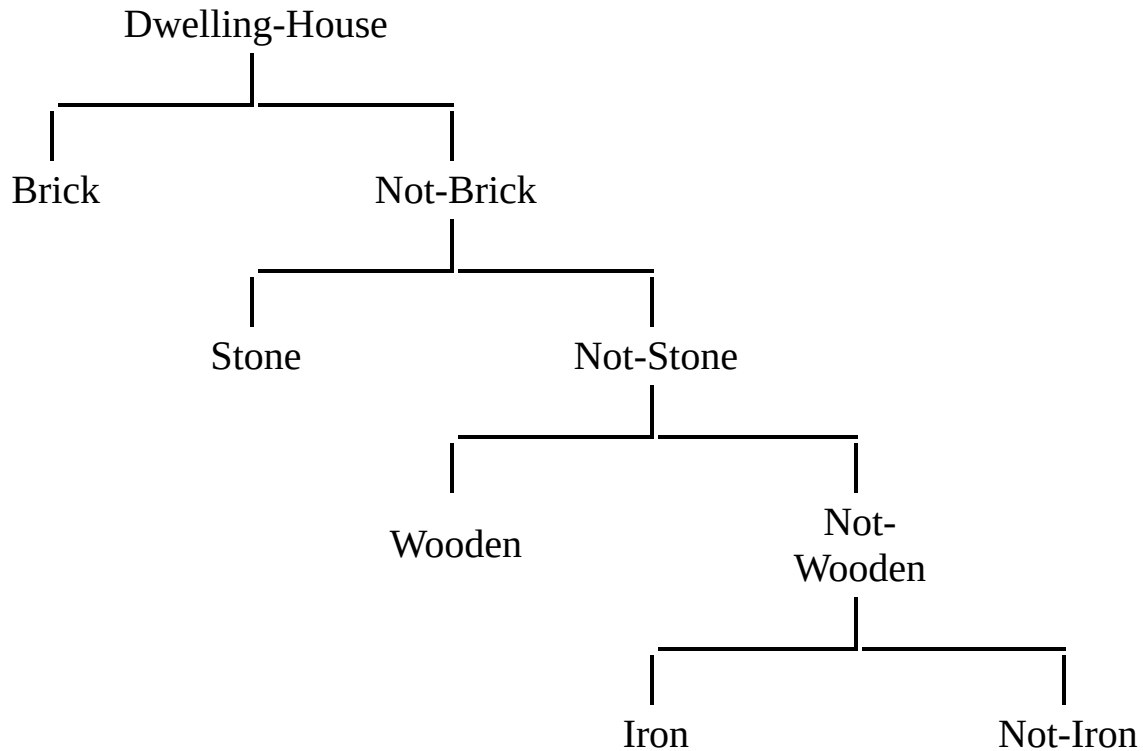 Dwelling-House
Brick
Not-Brick
Stone
Not-Stone
Wooden
Not-
Wooden
Iron
Not-Iron